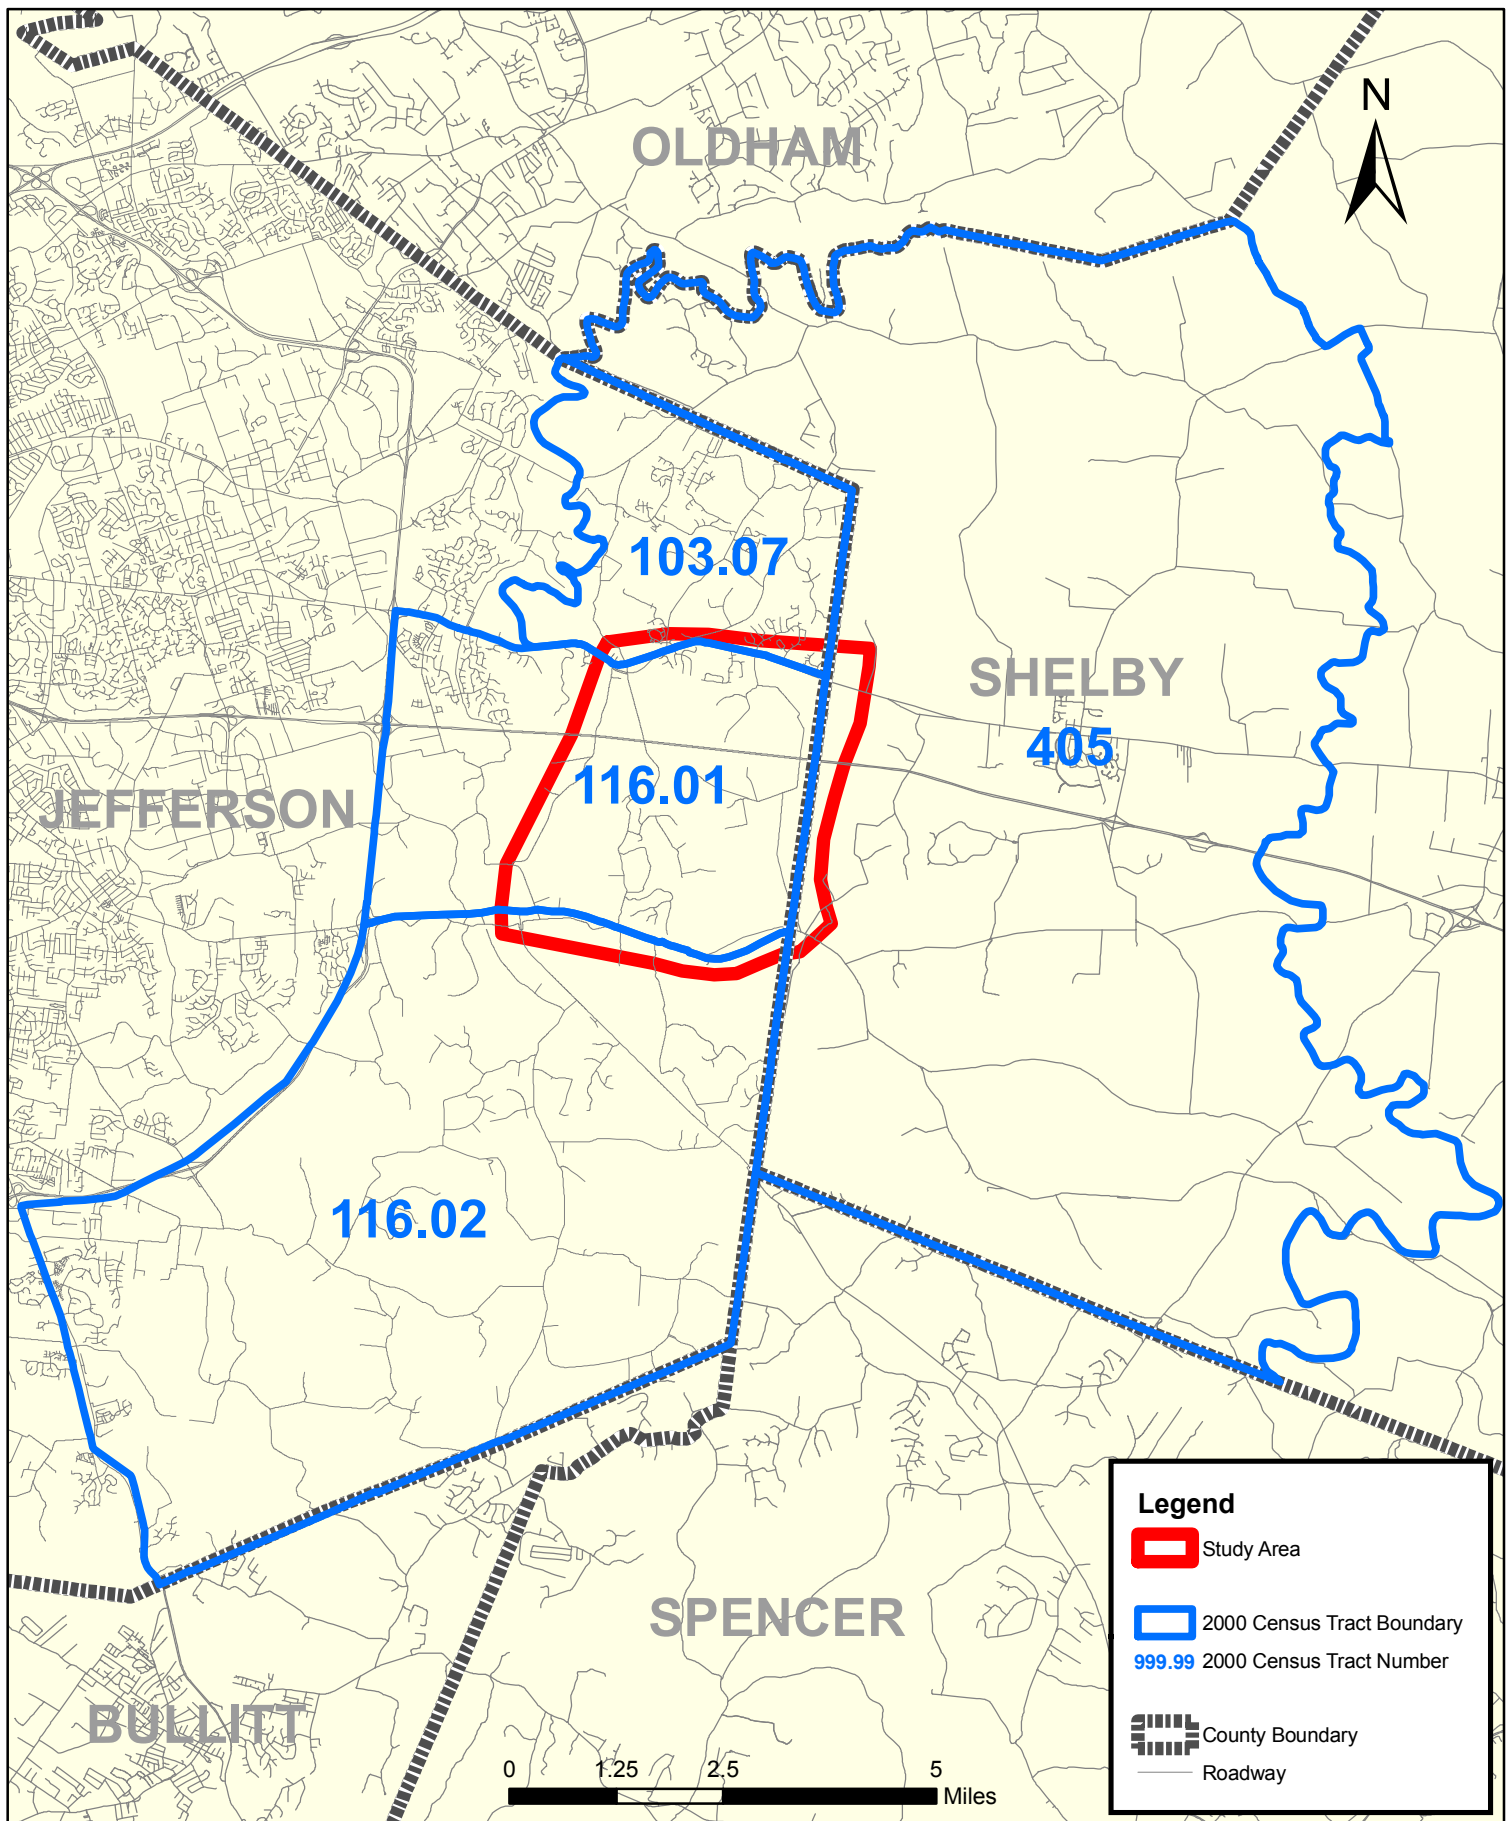 N
OLDHAM
103.07
SHELBY
405
116.01
JEFFERSON
116.02
SPENCER
BULLITT
0 1.25 2.5 5
Miles
Legend
Study Area
2000 Census Tract Boundary
999.99 2000 Census Tract Number
County Boundary
Roadway